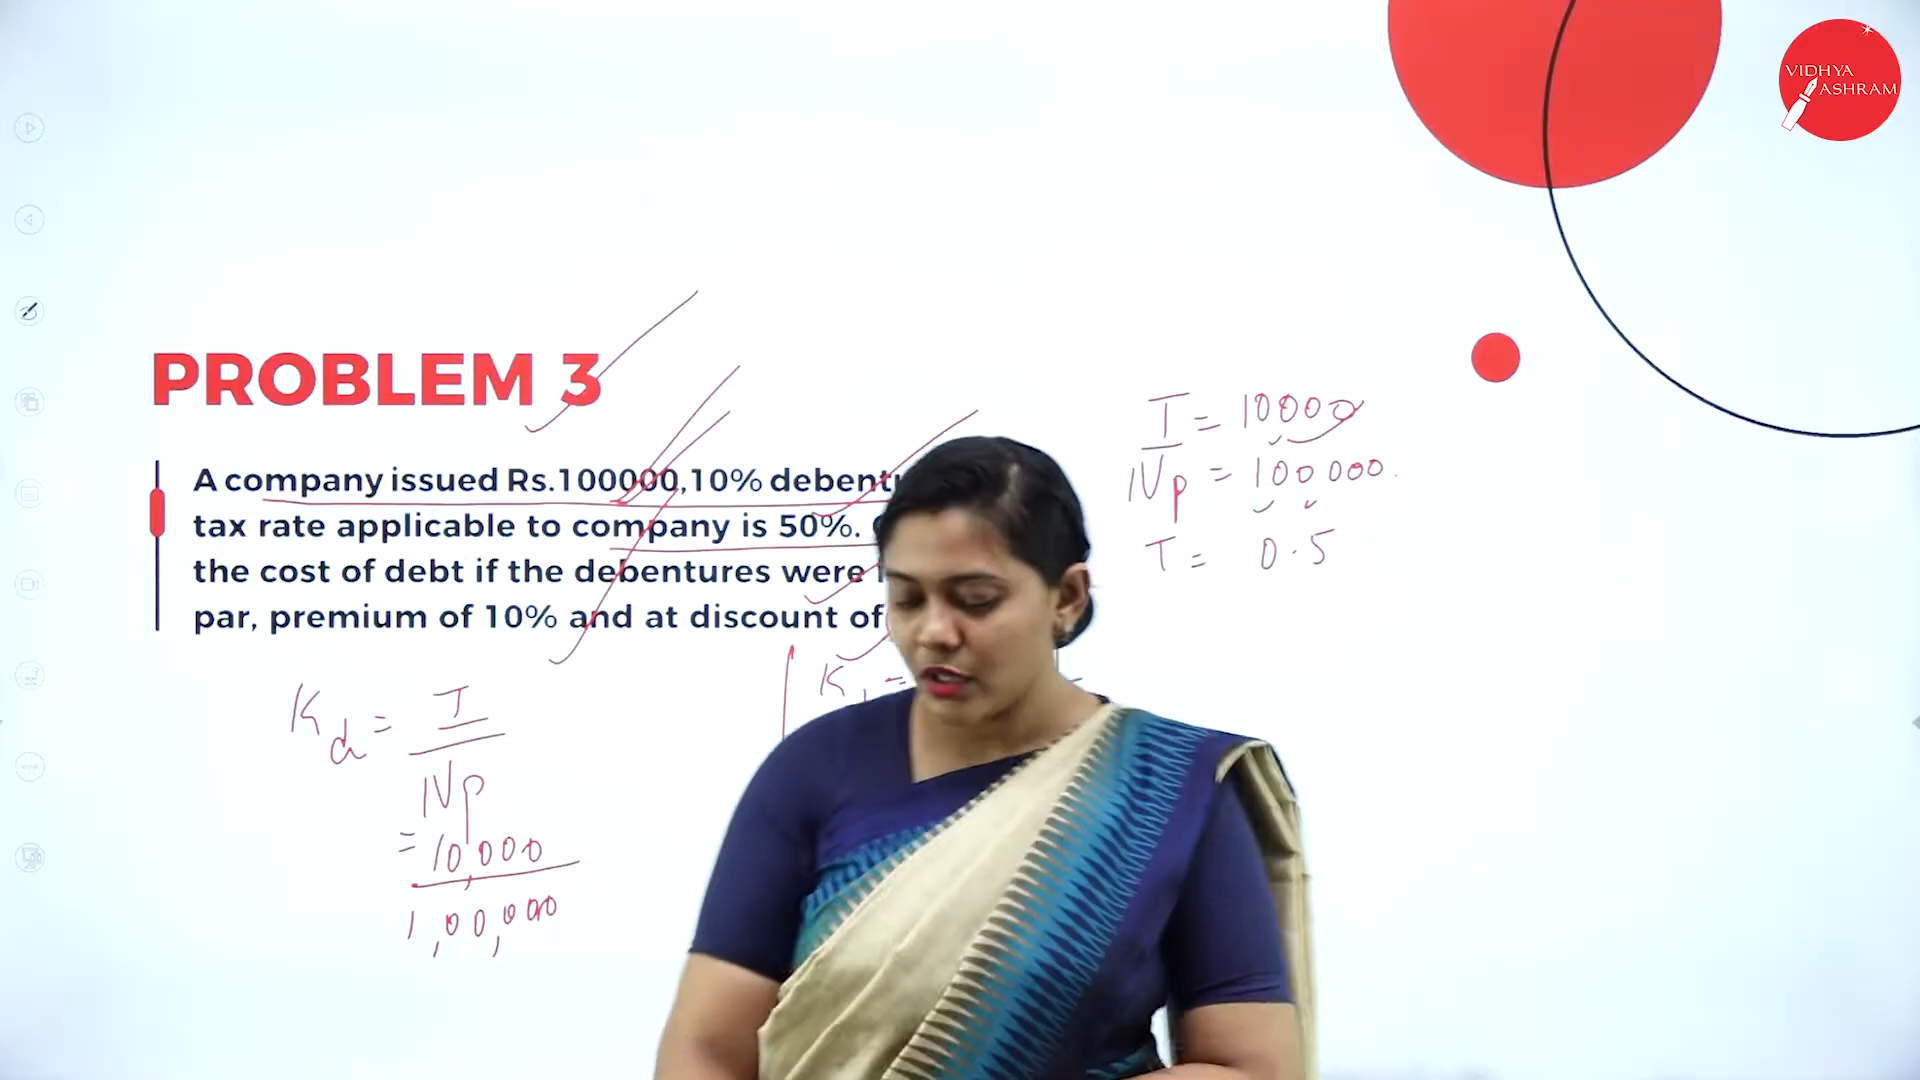 VIDHYA
ASHRAM
PROBLEM 3
A company issued Rs.100000,10%
tax rate applicable to company is 50%.
the cost of debt if the debentures were
par, premium of 10% and at discount of
I = 10000
Np = 100000.
T = 0.5
Kd = I
Np
= 10,000
1,00,000
K =